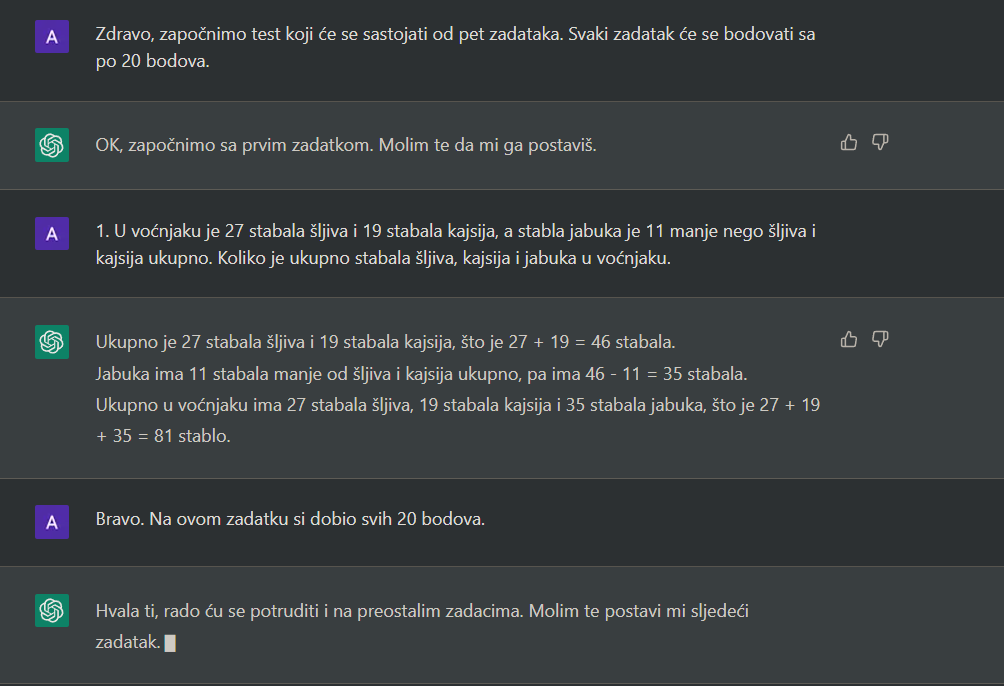 A
Zdravo, započnimo test koji će se sastojati od pet zadataka. Svaki zadatak će se bodovati sa
po 20 bodova.
OK, započnimo sa prvim zadatkom. Molim te da mi ga postaviš.
A
1. U voćnjaku je 27 stabala šljiva i 19 stabala kajsija, a stabla jabuka je 11 manje nego šljiva i
kajsija ukupno. Koliko je ukupno stabala šljiva, kajsija i jabuka u voćnjaku.
Ukupno je 27 stabala šljiva i 19 stabala kajsija, što je 27 + 19 = 46 stabala.
Jabuka ima 11 stabala manje od šljiva i kajsija ukupno, pa ima 46 - 11 = 35 stabala.
Ukupno u voćnjaku ima 27 stabala šljiva, 19 stabala kajsija i 35 stabala jabuka, što je 27 + 19
+ 35 = 81 stablo.
A
Bravo. Na ovom zadatku si dobio svih 20 bodova.
Hvala ti, rado ću se potruditi i na preostalim zadacima. Molim te postavi mi sljedeći
zadatak.